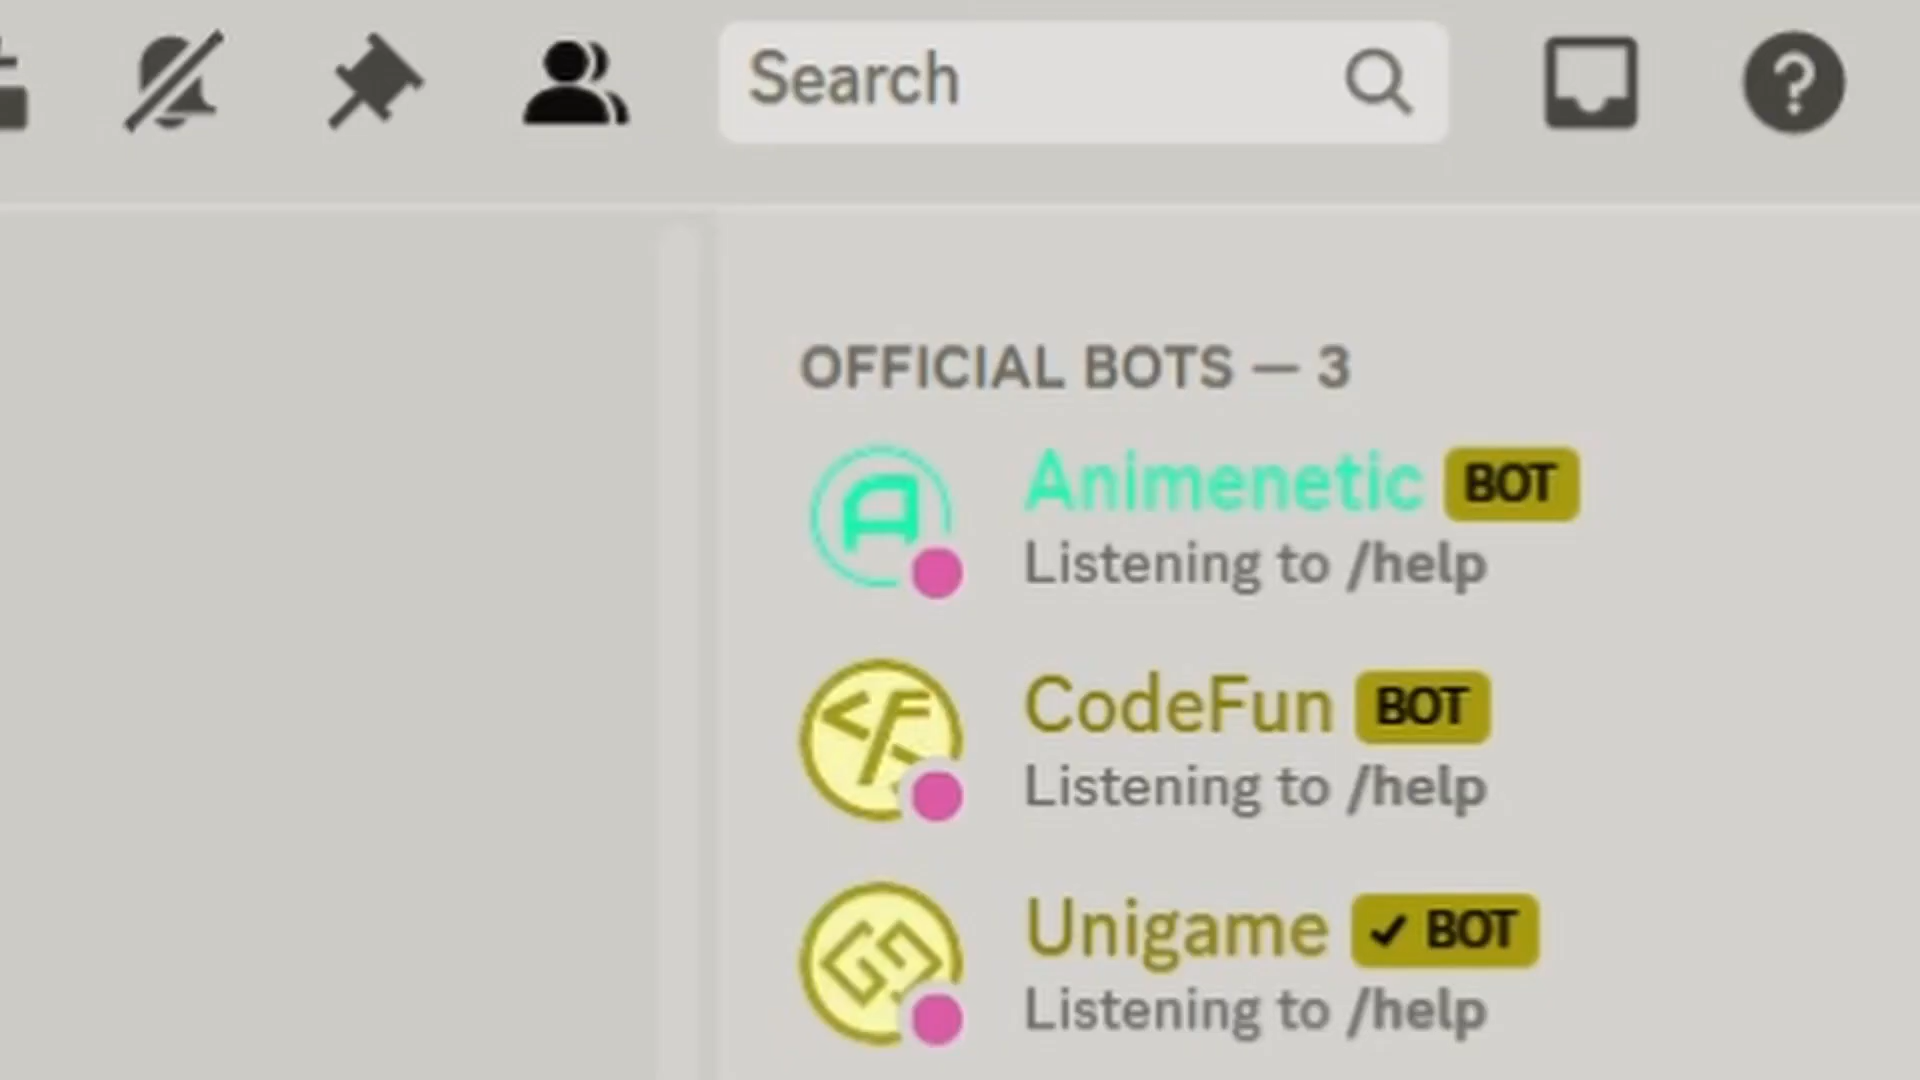 Search
OFFICIAL BOTS — 3
Animenetic BOT
Listening to /help
CodeFun BOT
Listening to /help
Unigame ✓ BOT
Listening to /help